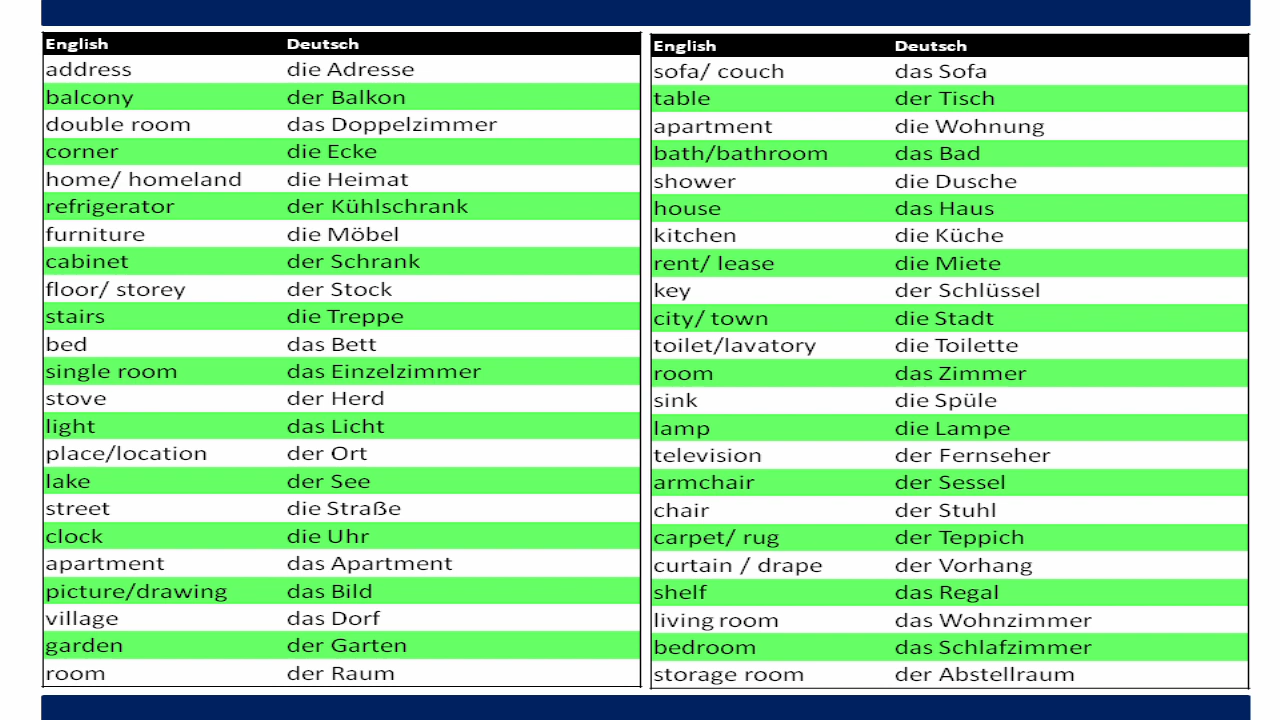 English Deutsch
address die Adresse
balcony der Balkon
double room das Doppelzimmer
corner die Ecke
home/ homeland die Heimat
refrigerator der Kühlschrank
furniture die Möbel
cabinet der Schrank
floor/ storey der Stock
stairs die Treppe
bed das Bett
single room das Einzelzimmer
stove der Herd
light das Licht
place/location der Ort
lake der See
street die Straße
clock die Uhr
apartment das Apartment
picture/drawing das Bild
village das Dorf
garden der Garten
room der Raum
English Deutsch
sofa/ couch das Sofa
table der Tisch
apartment die Wohnung
bath/bathroom das Bad
shower die Dusche
house das Haus
kitchen die Küche
rent/ lease die Miete
key der Schlüssel
city/ town die Stadt
toilet/lavatory die Toilette
room das Zimmer
sink die Spüle
lamp die Lampe
television der Fernseher
armchair der Sessel
chair der Stuhl
carpet/ rug der Teppich
curtain / drape der Vorhang
shelf das Regal
living room das Wohnzimmer
bedroom das Schlafzimmer
storage room der Abstellraum